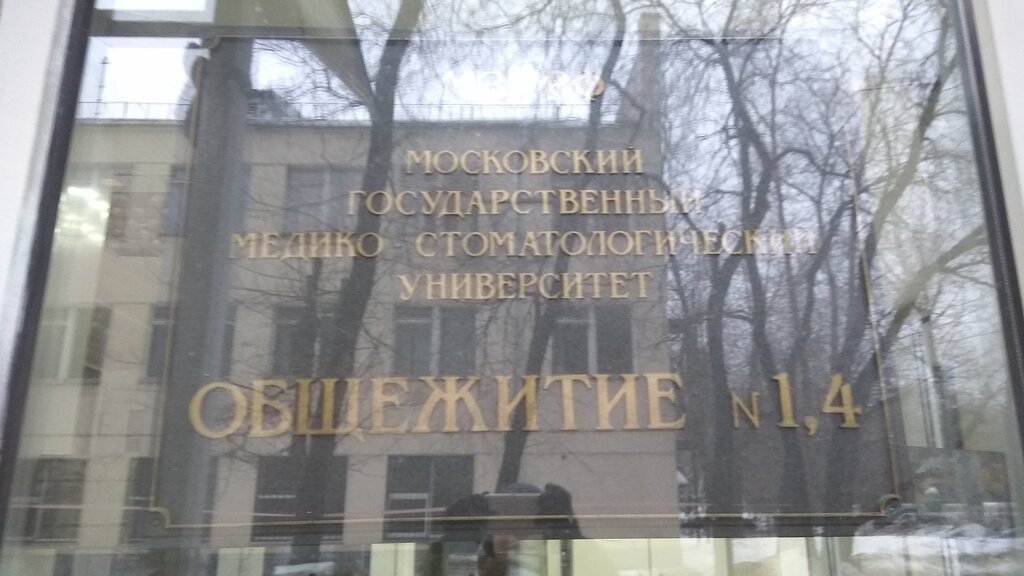 МОСКОВСКИЙ
ГОСУДАРСТВЕННЫЙ
МЕДИКО - СТОМАТОЛОГИЧЕСКИЙ
УНИВЕРСИТЕТ
ОБЩЕЖИТИЕ N 1,4